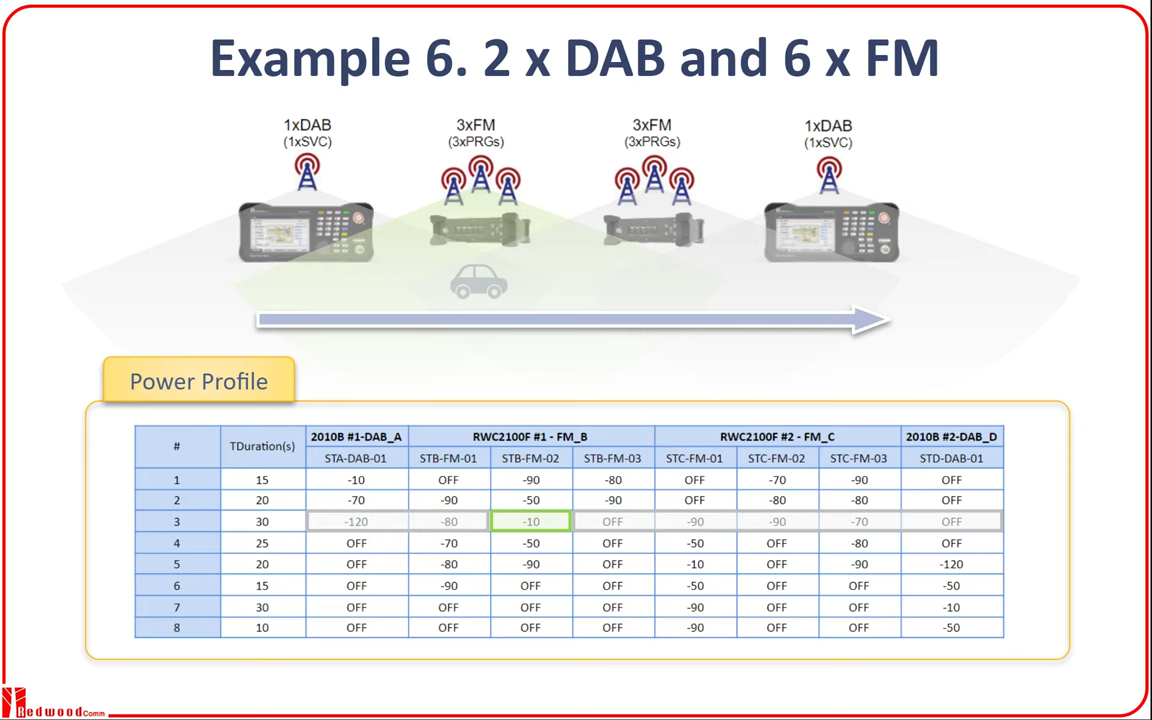 Example 6. 2 x DAB and 6 x FM
1xDAB 3xFM 3xFM 1xDAB
(1xSVC) (3xPRGs) (3xPRGs) (1xSVC)
Power Profile
# TDuration(s) 2010B #1-DAB_A RWC2100F #1 - FM_B RWC2100F #2 - FM_C 2010B #2-DAB_D
STA-DAB-01 STB-FM-01 STB-FM-02 STB-FM-03 STC-FM-01 STC-FM-02 STC-FM-03 STD-DAB-01
1 15 -10 OFF -90 -80 OFF -70 -90 OFF
2 20 -70 -90 -50 -90 OFF -80 -80 OFF
3 30 -120 -80 -10 OFF -90 -90 -70 OFF
4 25 OFF -70 -50 OFF -50 OFF -80 OFF
5 20 OFF -80 -90 OFF -10 OFF -90 -120
6 15 OFF -90 OFF OFF -50 OFF OFF -50
7 30 OFF OFF OFF OFF -90 OFF OFF -10
8 10 OFF OFF OFF OFF -90 OFF OFF -50
RedwoodComm